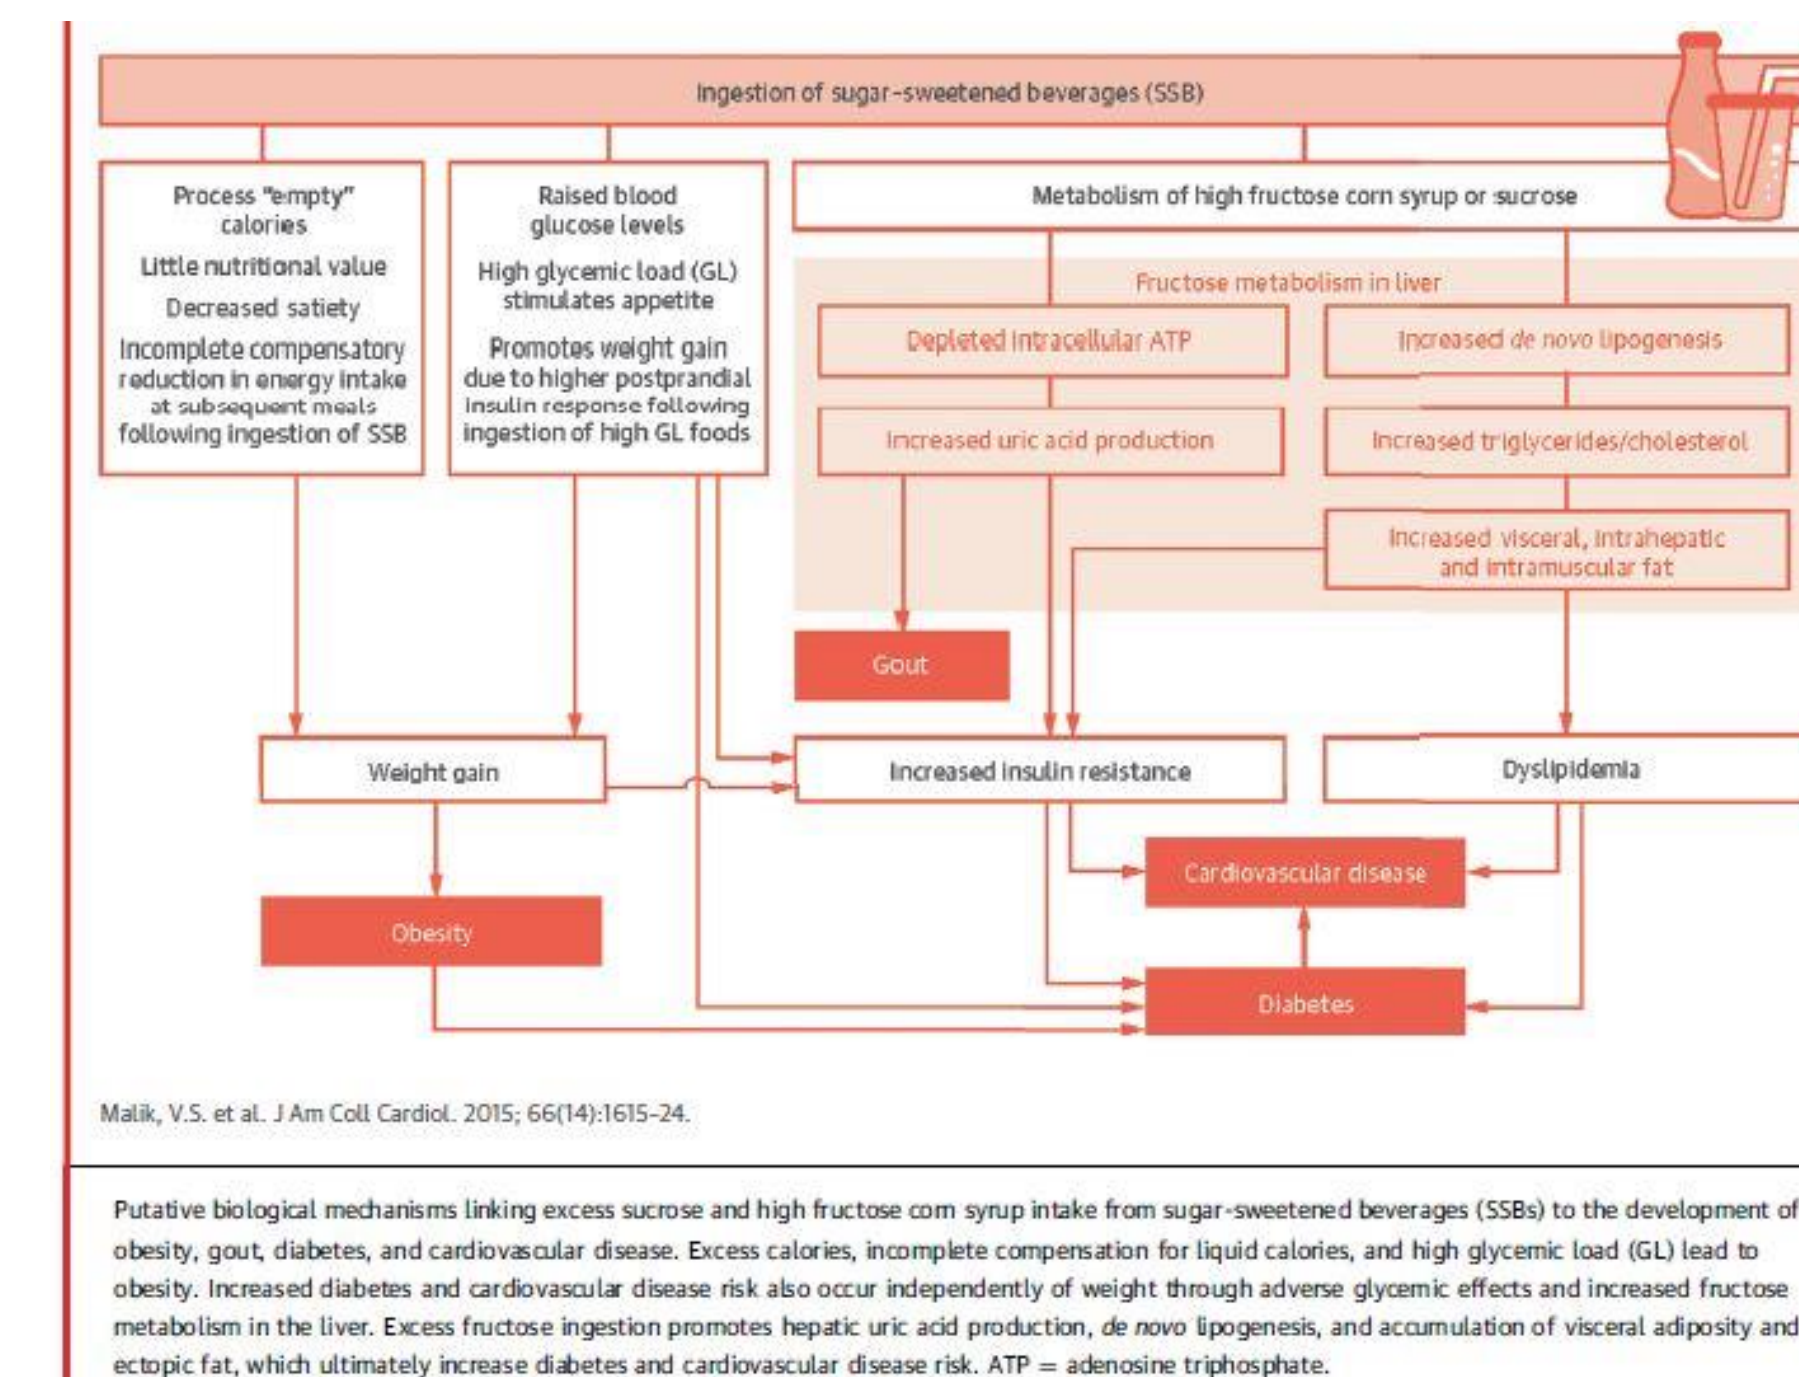 Ingestion of sugar-sweetened beverages (SSB)
Process "empty"
calories
Little nutritional value
Decreased satiety
Incomplete compensatory
reduction in energy intake
at subsequent meals
following ingestion of SSB
Raised blood
glucose levels
High glycemic load (GL)
stimulates appetite
Promotes weight gain
due to higher postprandial
insulin response following
ingestion of high GL foods
Metabolism of high fructose corn syrup or sucrose
Fructose metabolism in liver
Depleted intracellular ATP
Increased de novo lipogenesis
Increased uric acid production
Increased triglycerides/cholesterol
Increased visceral, intrahepatic
and intramuscular fat
Gout
Weight gain
Increased insulin resistance
Dyslipidemia
Cardiovascular disease
Obesity
Diabetes
Malik, V.S. et al. J Am Coll Cardiol. 2015; 66(14):1615-24.
Putative biological mechanisms linking excess sucrose and high fructose corn syrup intake from sugar-sweetened beverages (SSBs) to the development of
obesity, gout, diabetes, and cardiovascular disease. Excess calories, incomplete compensation for liquid calories, and high glycemic load (GL) lead to
obesity. Increased diabetes and cardiovascular disease risk also occur independently of weight through adverse glycemic effects and increased fructose
metabolism in the liver. Excess fructose ingestion promotes hepatic uric acid production, de novo lipogenesis, and accumulation of visceral adiposity and
ectopic fat, which ultimately increase diabetes and cardiovascular disease risk. ATP = adenosine triphosphate.